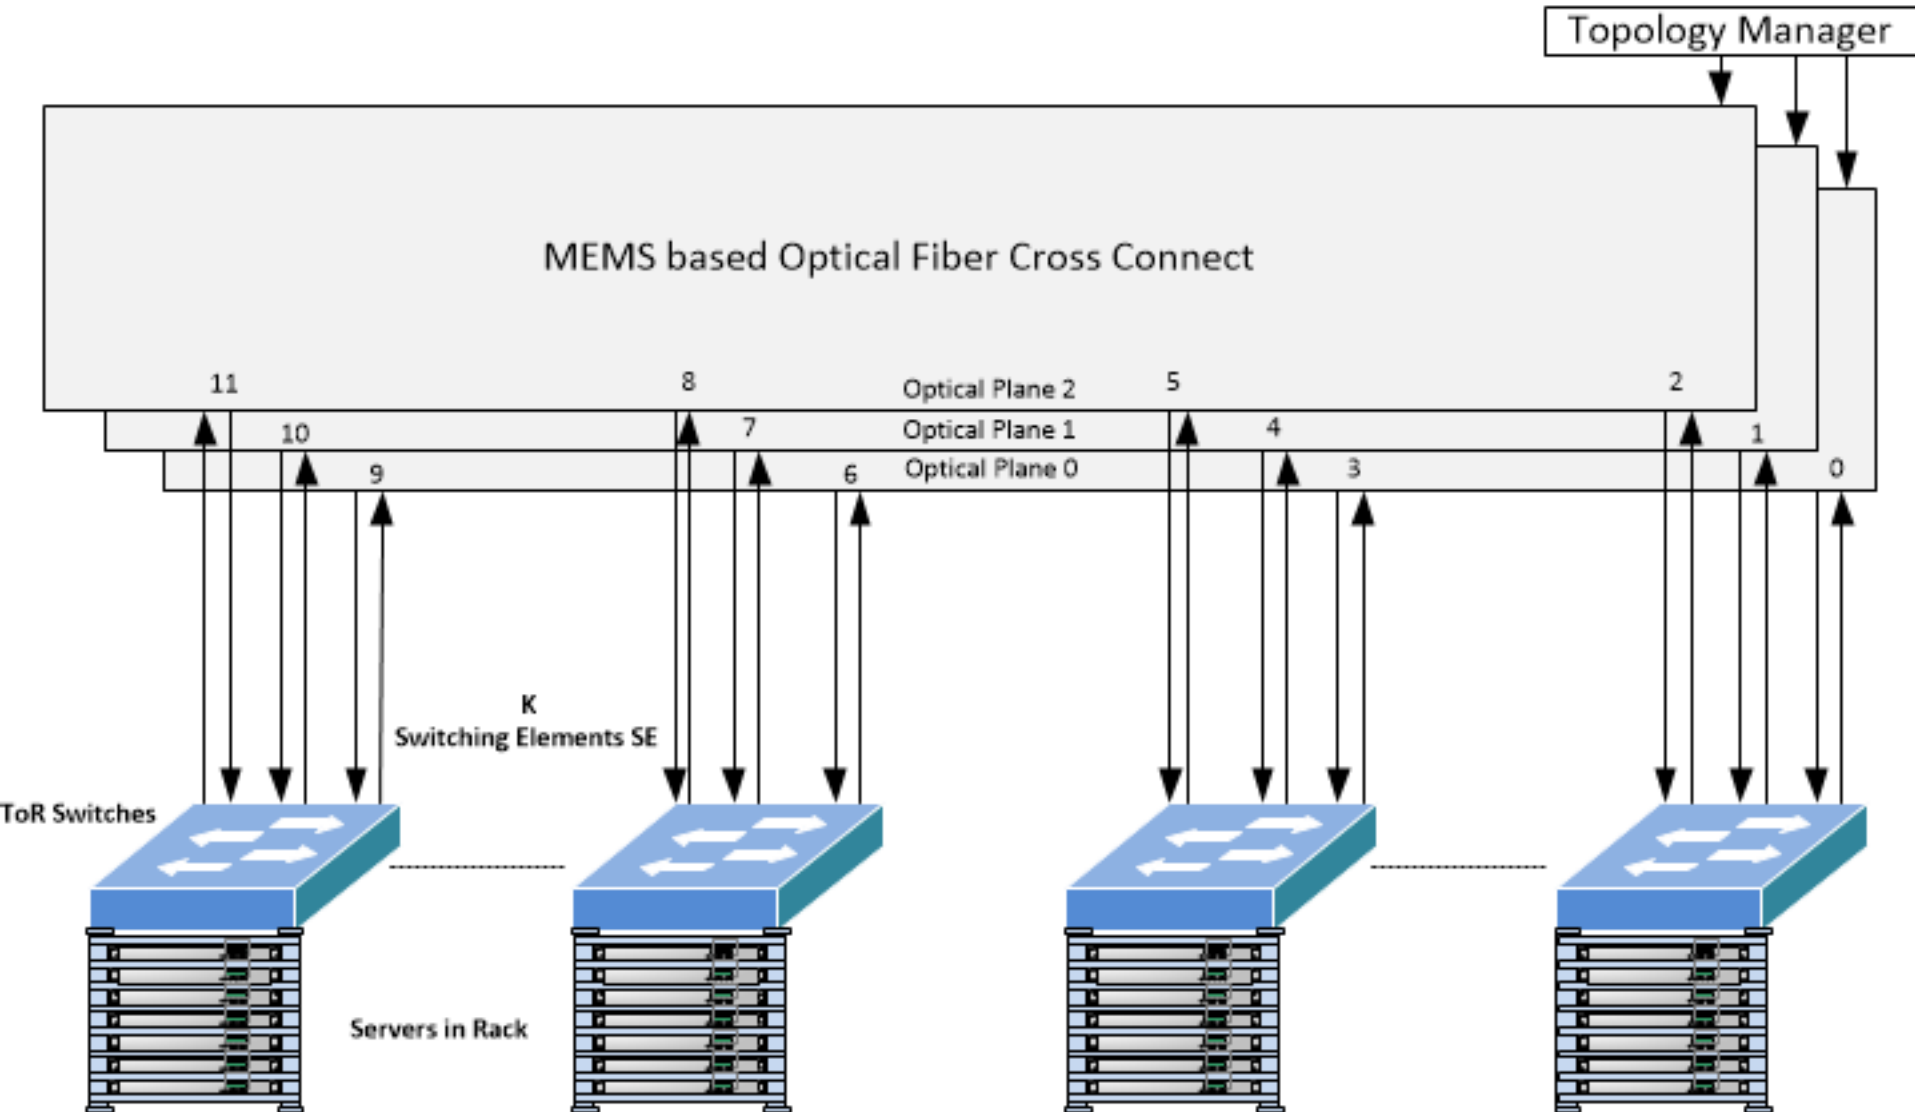 Topology Manager
MEMS based Optical Fiber Cross Connect
11 8 Optical Plane 2 5 2
10 7 Optical Plane 1 4 1
9 6 Optical Plane 0 3 0
K
Switching Elements SE
ToR Switches
Servers in Rack